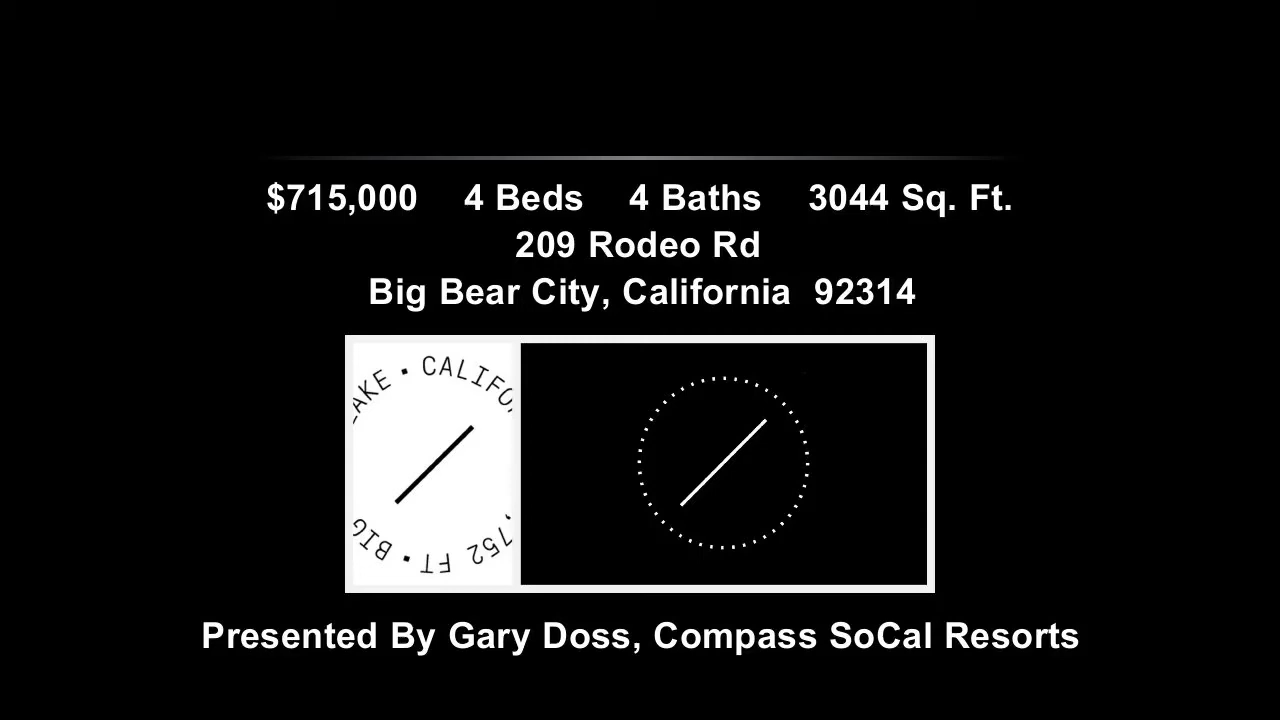 $715,000 4 Beds 4 Baths 3044 Sq. Ft.
209 Rodeo Rd
Big Bear City, California 92314
AKE • CALIFO
BIG • 752 FT
Presented By Gary Doss, Compass SoCal Resorts